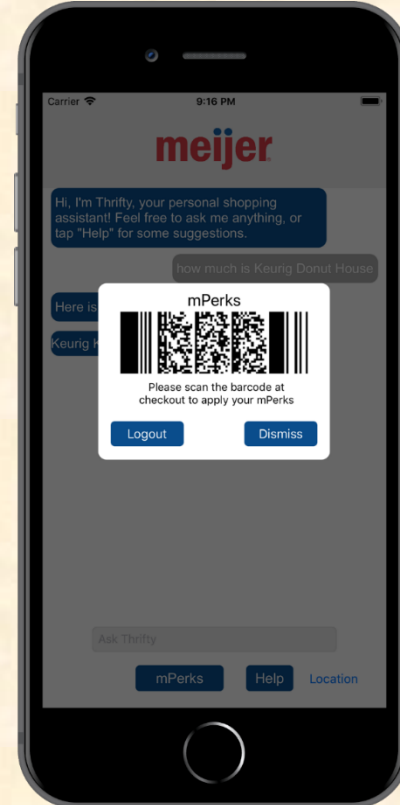 Carrier
9:16 PM
meijer
Hi, I'm Thrifty, your personal shopping
assistant! Feel free to ask me anything, or
tap "Help" for some suggestions.
how much is Keurig Donut House
Here is
Keurig K
mPerks
Please scan the barcode at
checkout to apply your mPerks
Logout
Dismiss
Ask Thrifty
mPerks
Help
Location